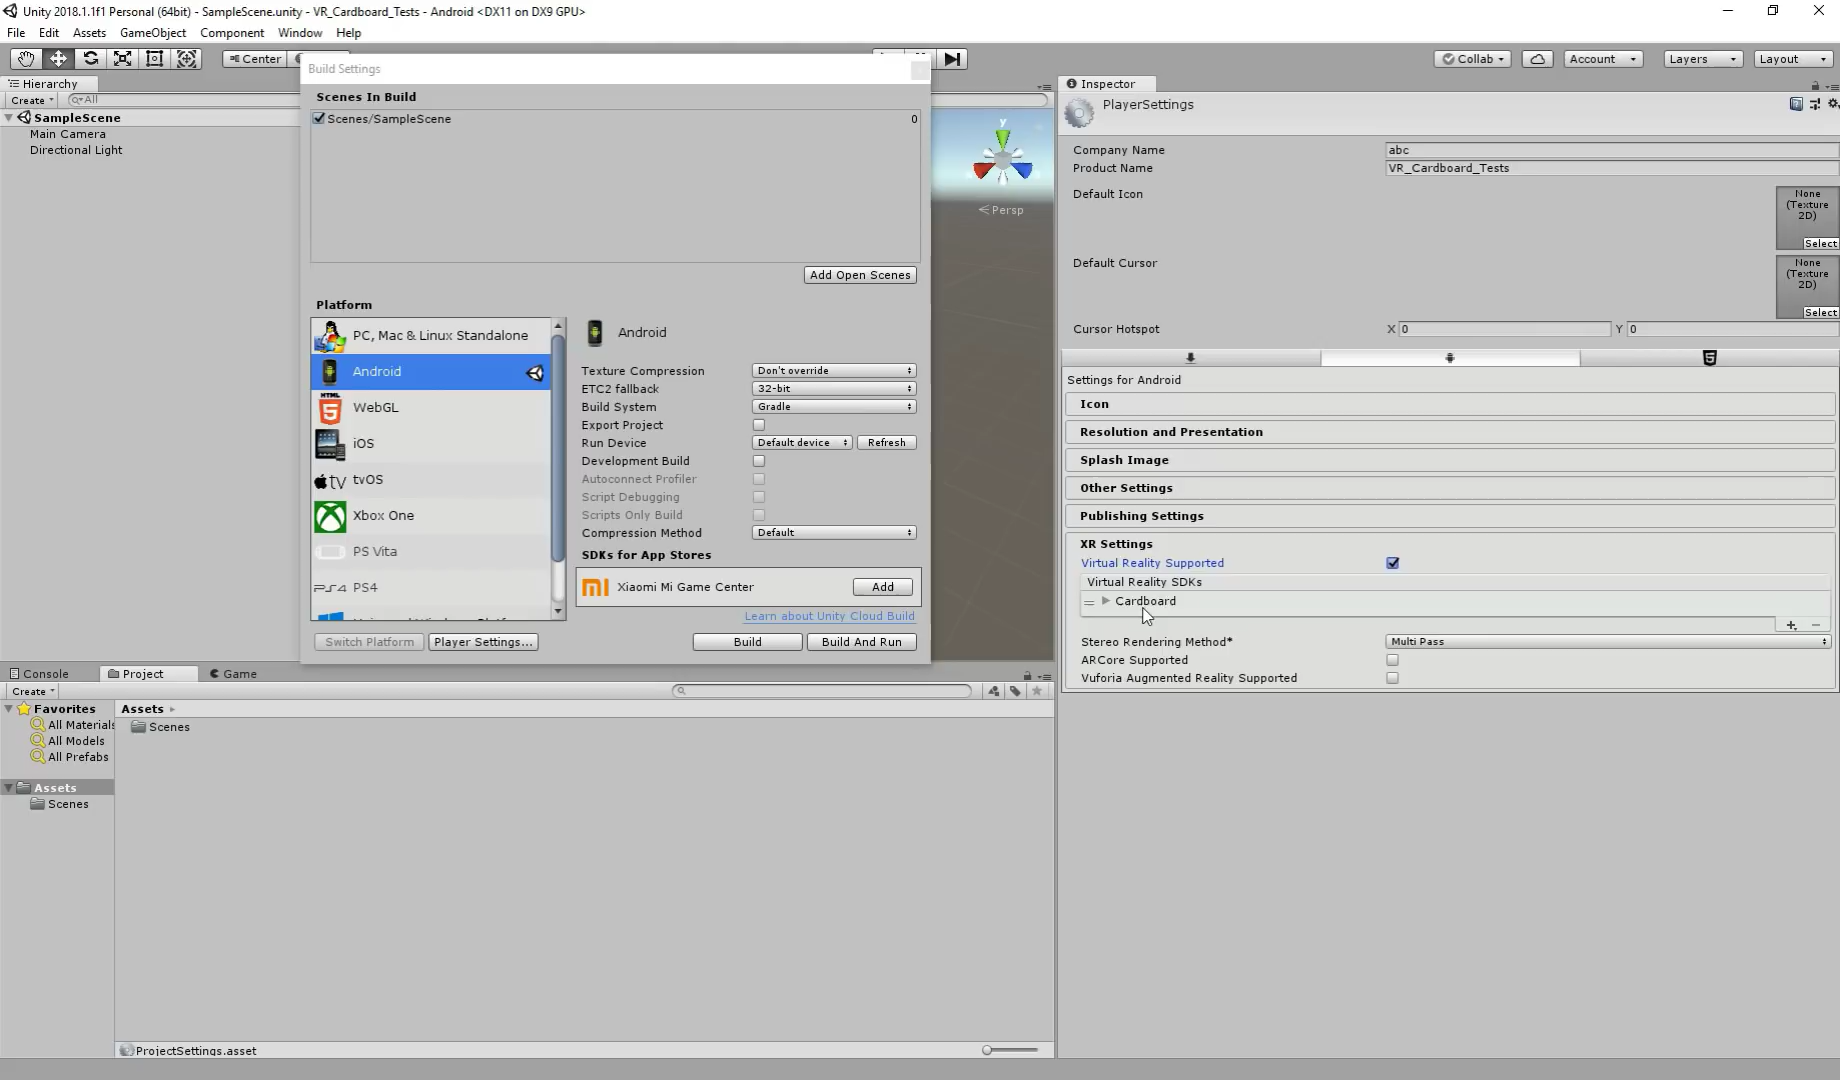 Unity 2018.1.1f1 Personal (64bit) - SampleScene.unity - VR_Cardboard_Tests - Android <DX11 on DX9 GPU>
File Edit Assets GameObject Component Window Help
Center
Collab
Account
Layers
Layout
Hierarchy
Create
All
SampleScene
Main Camera
Directional Light
Build Settings
Scenes In Build
Scenes/SampleScene 0
Add Open Scenes
Platform
PC, Mac & Linux Standalone
Android
HTML
WebGL
iOS
tv tvOS
Xbox One
PS Vita
PS4 PS4
Android
Texture Compression Don't override
ETC2 fallback 32-bit
Build System Gradle
Export Project
Run Device Default device Refresh
Development Build
Autoconnect Profiler
Script Debugging
Scripts Only Build
Compression Method Default
SDKs for App Stores
Xiaomi Mi Game Center Add
Learn about Unity Cloud Build
Switch Platform Player Settings... Build Build And Run
y
Persp
Inspector
PlayerSettings
Company Name abc
Product Name VR_Cardboard_Tests
Default Icon
None
(Texture
2D)
Select
Default Cursor
None
(Texture
2D)
Select
Cursor Hotspot X 0 Y 0
Settings for Android
Icon
Resolution and Presentation
Splash Image
Other Settings
Publishing Settings
XR Settings
Virtual Reality Supported
Virtual Reality SDKs
Cardboard
Stereo Rendering Method* Multi Pass
ARCore Supported
Vuforia Augmented Reality Supported
Console Project Game
Create
Favorites
All Materials
All Models
All Prefabs
Assets
Scenes
Assets
Scenes
ProjectSettings.asset